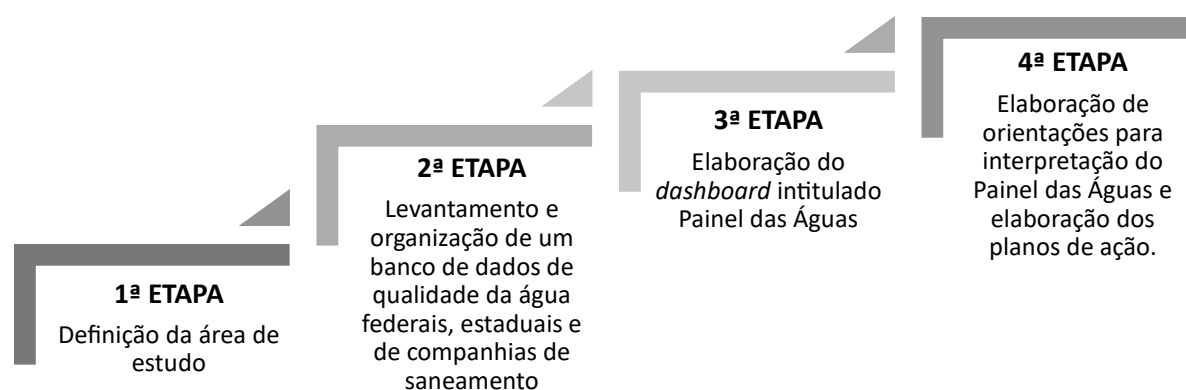 1ª ETAPA
Definição da área de
estudo
2ª ETAPA
Levantamento e
organização de um
banco de dados de
qualidade da água
federais, estaduais e
de companhias de
saneamento
3ª ETAPA
Elaboração do
dashboard intitulado
Painel das Águas
4ª ETAPA
Elaboração de
orientações para
interpretação do
Painel das Águas e
elaboração dos
planos de ação.